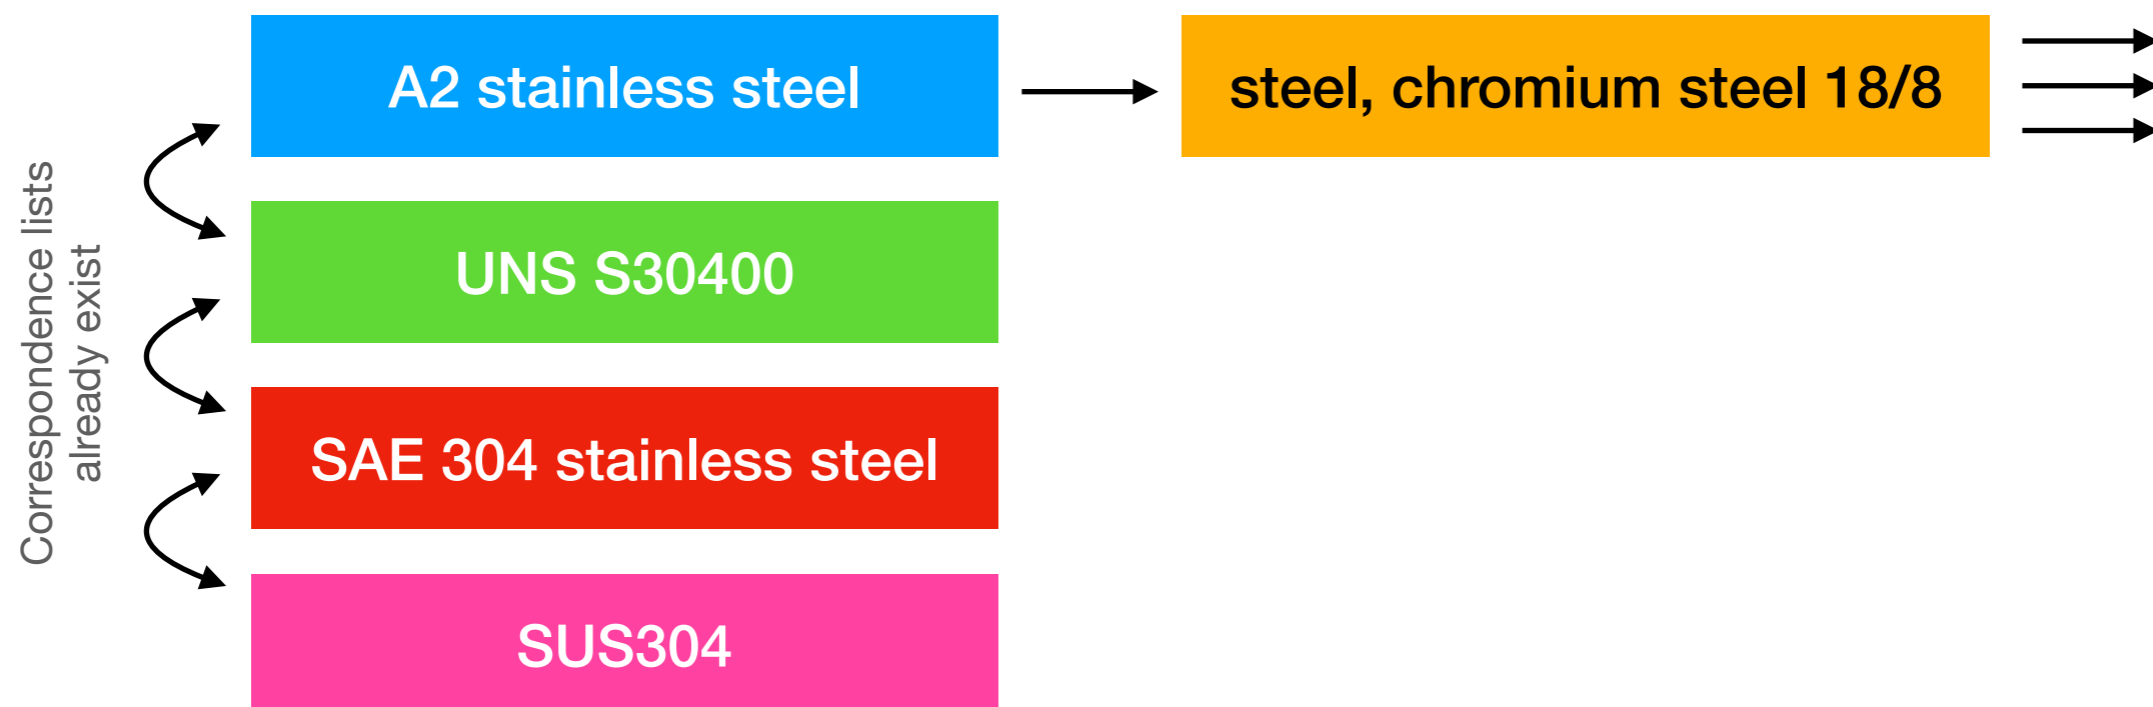 Correspondence lists
already exist
A2 stainless steel
steel, chromium steel 18/8
UNS S30400
SAE 304 stainless steel
SUS304